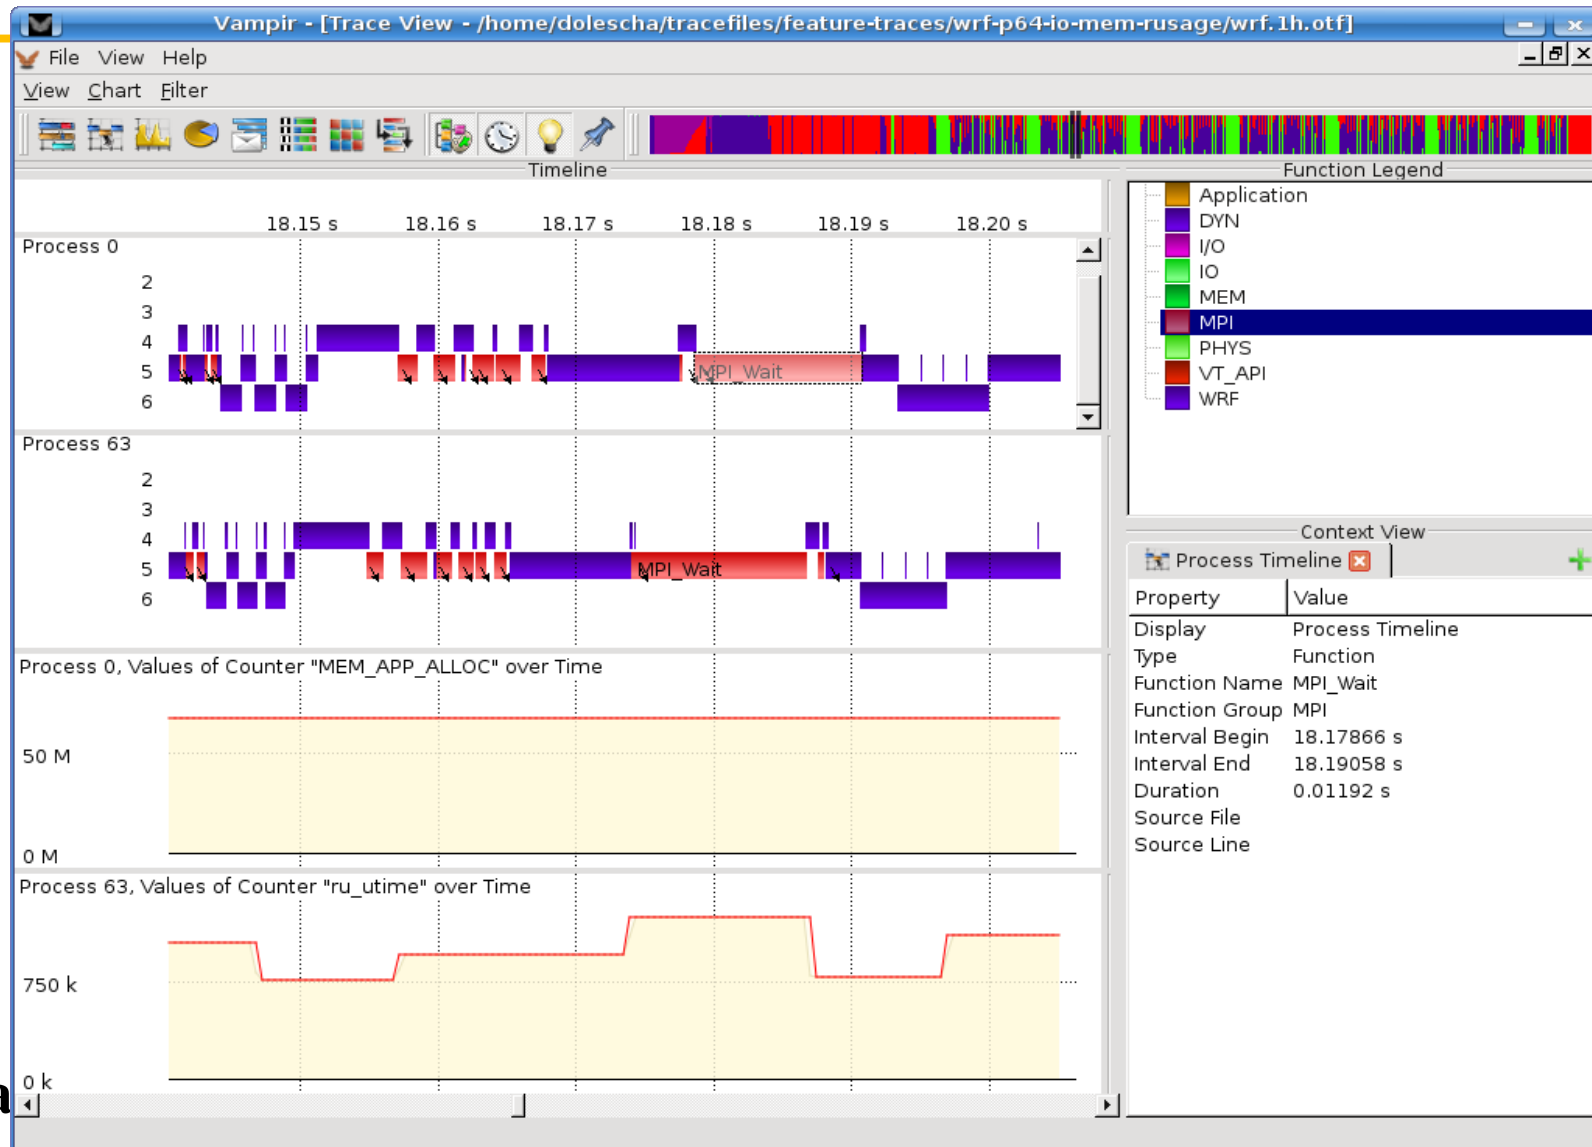 Vampir - [Trace View - /home/dolescha/tracefiles/feature-traces/wrf-p64-io-mem-rusage/wrf.1h.otf]
File View Help
View Chart Filter
Timeline
18.15 s 18.16 s 18.17 s 18.18 s 18.19 s 18.20 s
Process 0
2
3
4
5 MPI_Wait
6
Process 63
2
3
4
5 MPI_Wait
6
Process 0, Values of Counter "MEM_APP_ALLOC" over Time
50 M
0 M
Process 63, Values of Counter "ru_utime" over Time
750 k
0 k
a
Function Legend
Application
DYN
I/O
IO
MEM
MPI
PHYS
VT_API
WRF
Context View
Process Timeline
Property Value
Display Process Timeline
Type Function
Function Name MPI_Wait
Function Group MPI
Interval Begin 18.17866 s
Interval End 18.19058 s
Duration 0.01192 s
Source File
Source Line